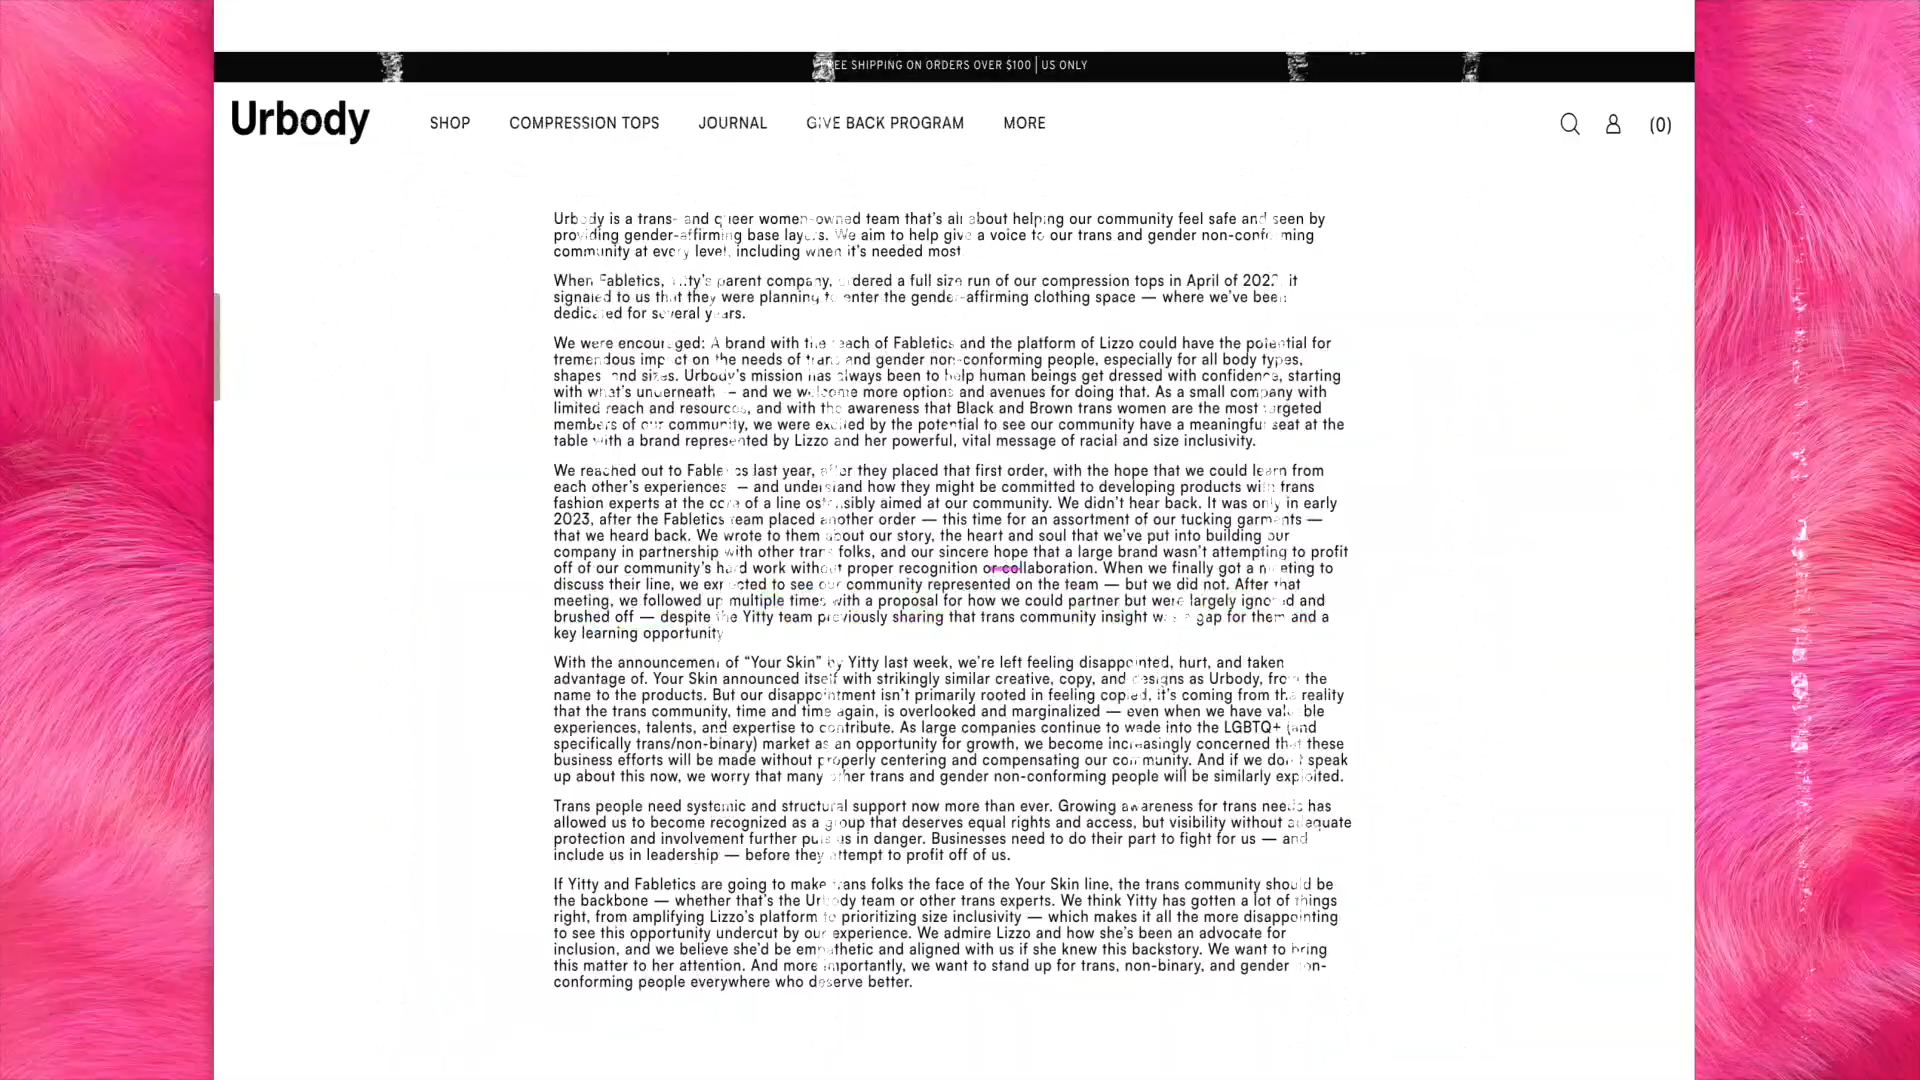 FREE SHIPPING ON ORDERS OVER $100 | US ONLY
Urbody
SHOP
COMPRESSION TOPS
JOURNAL
GIVE BACK PROGRAM
MORE
(0)
Urbody is a trans- and queer women-owned team that's all about helping our community feel safe and seen by
providing gender-affirming base layers. We aim to help give a voice to our trans and gender non-conforming
community at every level, including when it's needed most.
When Fabletics, Yitty's parent company, ordered a full size run of our compression tops in April of 2022, it
signaled to us that they were planning to enter the gender-affirming clothing space — where we've been
dedicated for several years.
We were encouraged: A brand with the reach of Fabletics and the platform of Lizzo could have the potential for
tremendous impact on the needs of trans and gender non-conforming people, especially for all body types,
shapes and sizes. Urbody's mission has always been to help human beings get dressed with confidence, starting
with what's underneath — and we welcome more options and avenues for doing that. As a small company with
limited reach and resources, and with the awareness that Black and Brown trans women are the most targeted
members of our community, we were excited by the potential to see our community have a meaningful seat at the
table with a brand represented by Lizzo and her powerful, vital message of racial and size inclusivity.
We reached out to Fabletics last year, after they placed that first order, with the hope that we could learn from
each other's experiences — and understand how they might be committed to developing products with trans
fashion experts at the core of a line ostensibly aimed at our community. We didn't hear back. It was only in early
2023, after the Fabletics team placed another order — this time for an assortment of our tucking garments —
that we heard back. We wrote to them about our story, the heart and soul that we've put into building our
company in partnership with other trans folks, and our sincere hope that a large brand wasn't attempting to profit
off of our community's hard work without proper recognition or collaboration. When we finally got a meeting to
discuss their line, we expected to see our community represented on the team — but we did not. After that
meeting, we followed up multiple times with a proposal for how we could partner but were largely ignored and
brushed off — despite the Yitty team previously sharing that trans community insight was a gap for them and a
key learning opportunity
With the announcement of “Your Skin” by Yitty last week, we're left feeling disappointed, hurt, and taken
advantage of. Your Skin announced itself with strikingly similar creative, copy, and designs as Urbody, from the
name to the products. But our disappointment isn't primarily rooted in feeling copied, it's coming from the reality
that the trans community, time and time again, is overlooked and marginalized — even when we have valuable
experiences, talents, and expertise to contribute. As large companies continue to wade into the LGBTQ+ (and
specifically trans/non-binary) market as an opportunity for growth, we become increasingly concerned that these
business efforts will be made without properly centering and compensating our community. And if we don't speak
up about this now, we worry that many other trans and gender non-conforming people will be similarly exploited.
Trans people need systemic and structural support now more than ever. Growing awareness for trans needs has
allowed us to become recognized as a group that deserves equal rights and access, but visibility without adequate
protection and involvement further puts us in danger. Businesses need to do their part to fight for us — and
include us in leadership — before they attempt to profit off of us.
If Yitty and Fabletics are going to make trans folks the face of the Your Skin line, the trans community should be
the backbone — whether that's the Urbody team or other trans experts. We think Yitty has gotten a lot of things
right, from amplifying Lizzo's platform to prioritizing size inclusivity — which makes it all the more disappointing
to see this opportunity undercut by our experience. We admire Lizzo and how she's been an advocate for
inclusion, and we believe she'd be empathetic and aligned with us if she knew this backstory. We want to bring
this matter to her attention. And more importantly, we want to stand up for trans, non-binary, and gender non-
conforming people everywhere who deserve better.